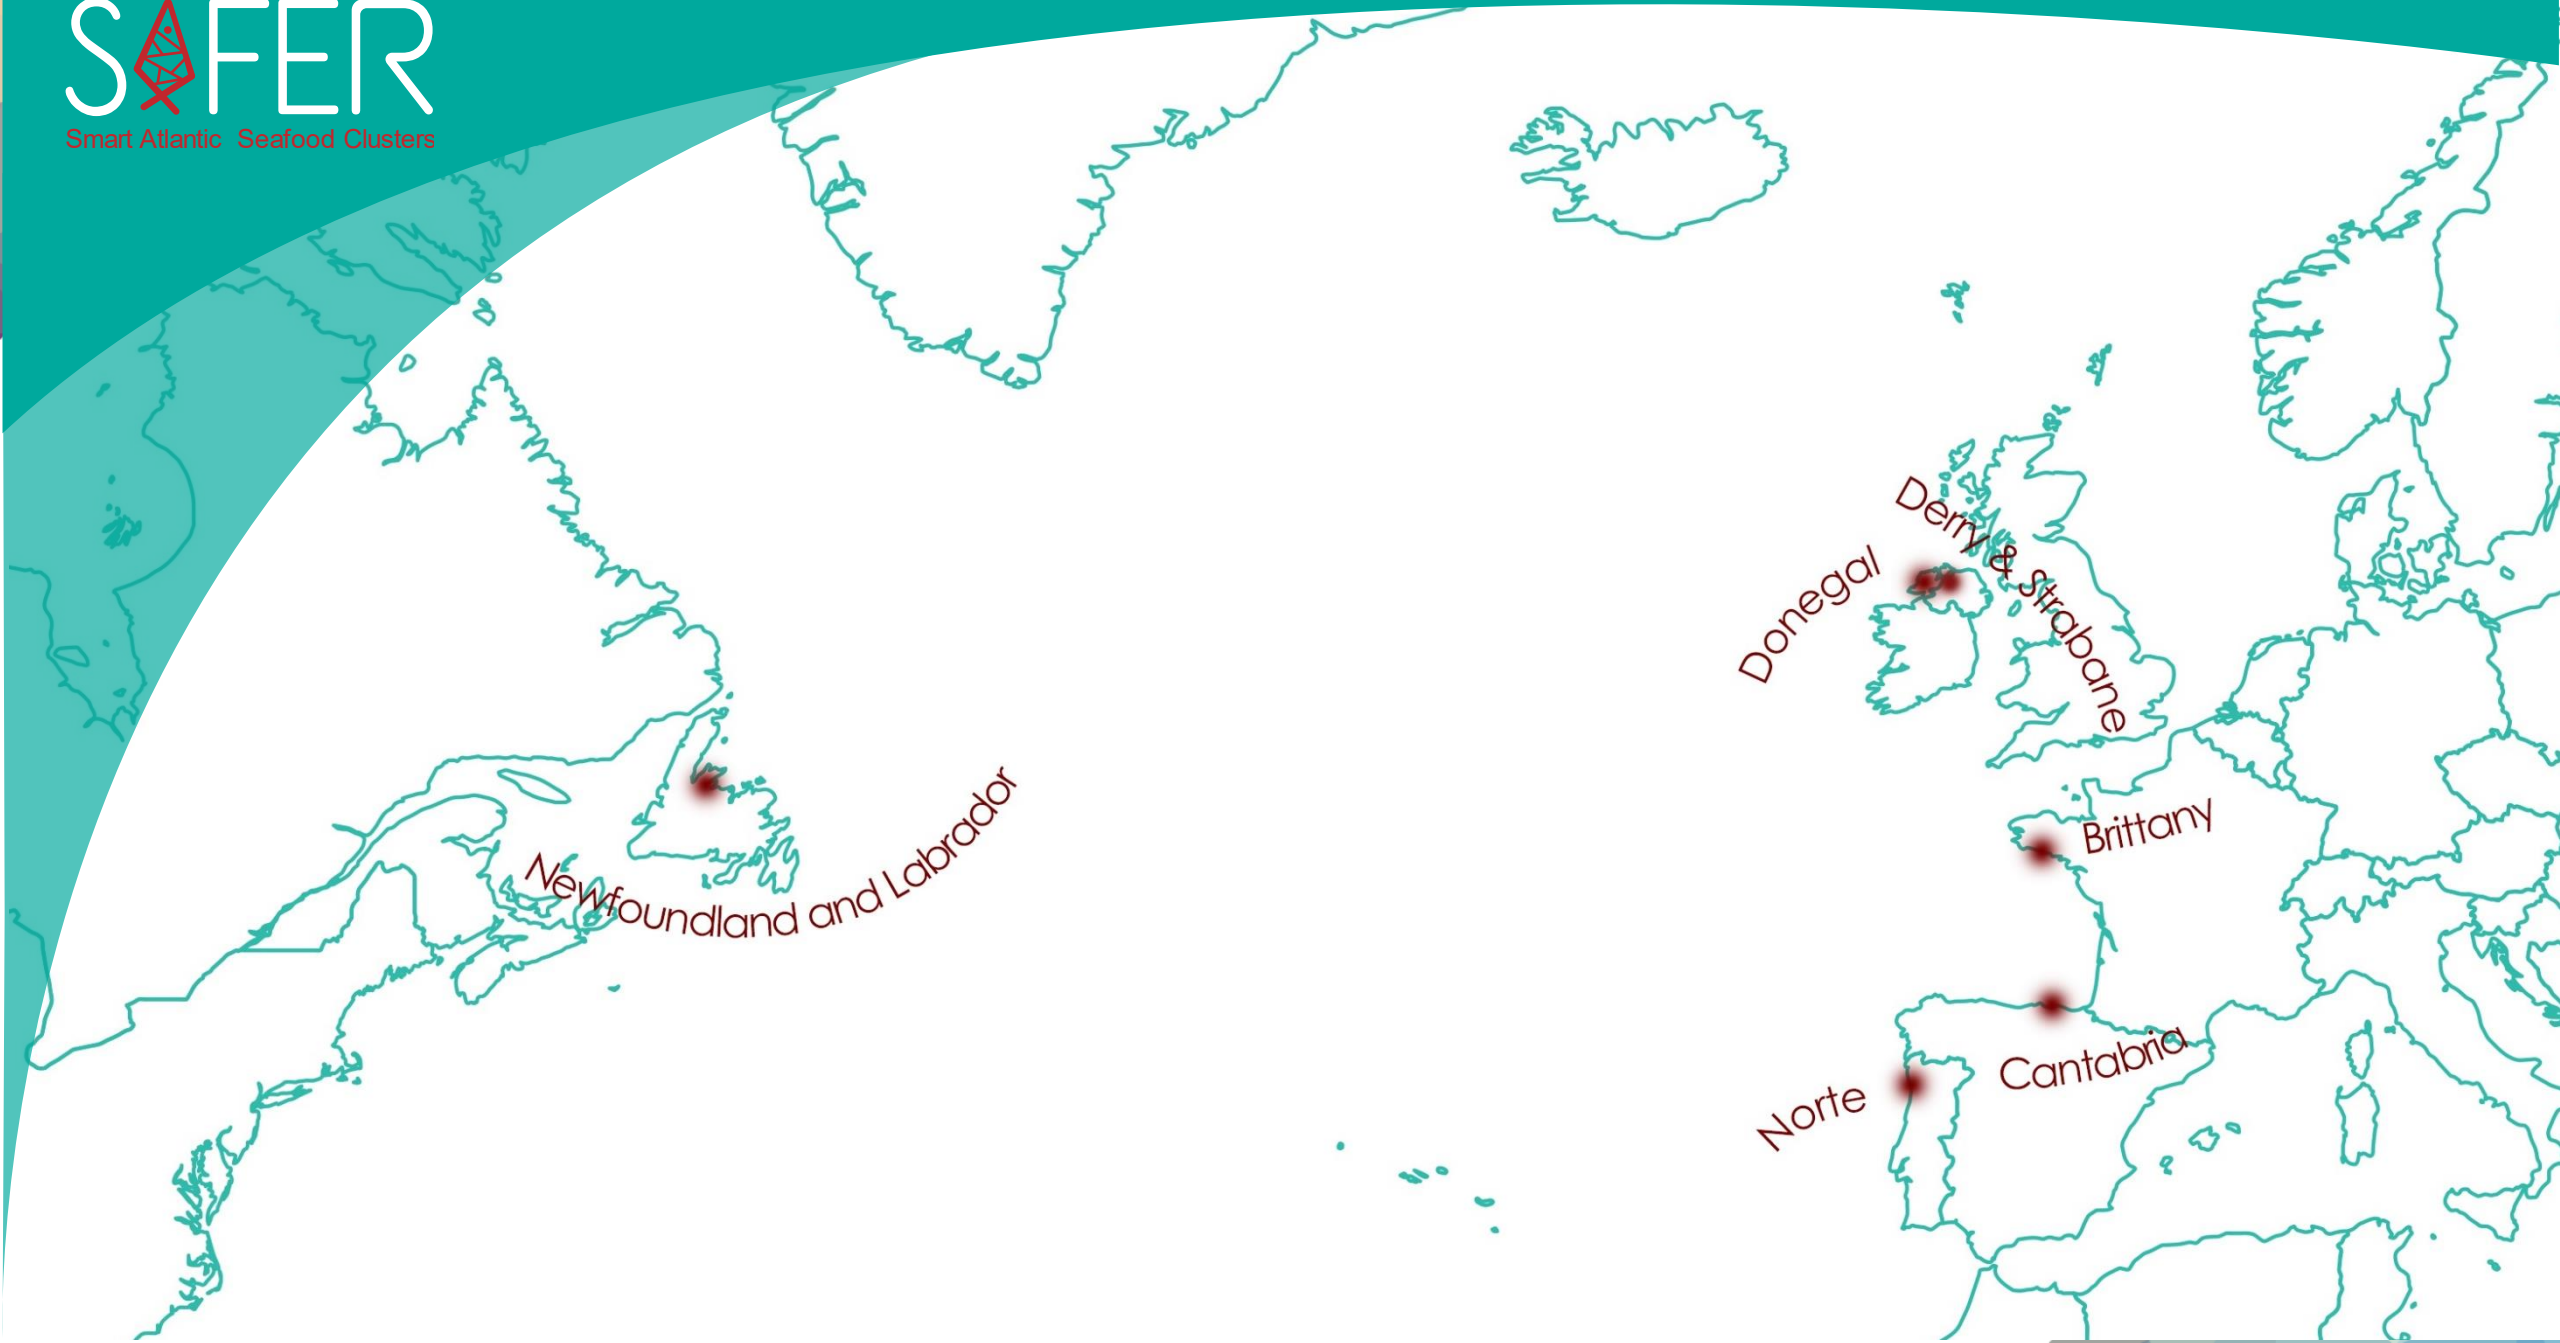 SAFER
Smart Atlantic Seafood Clusters
Derry & Strabane
Donegal
Newfoundland and Labrador
Brittany
Cantabria
Norte